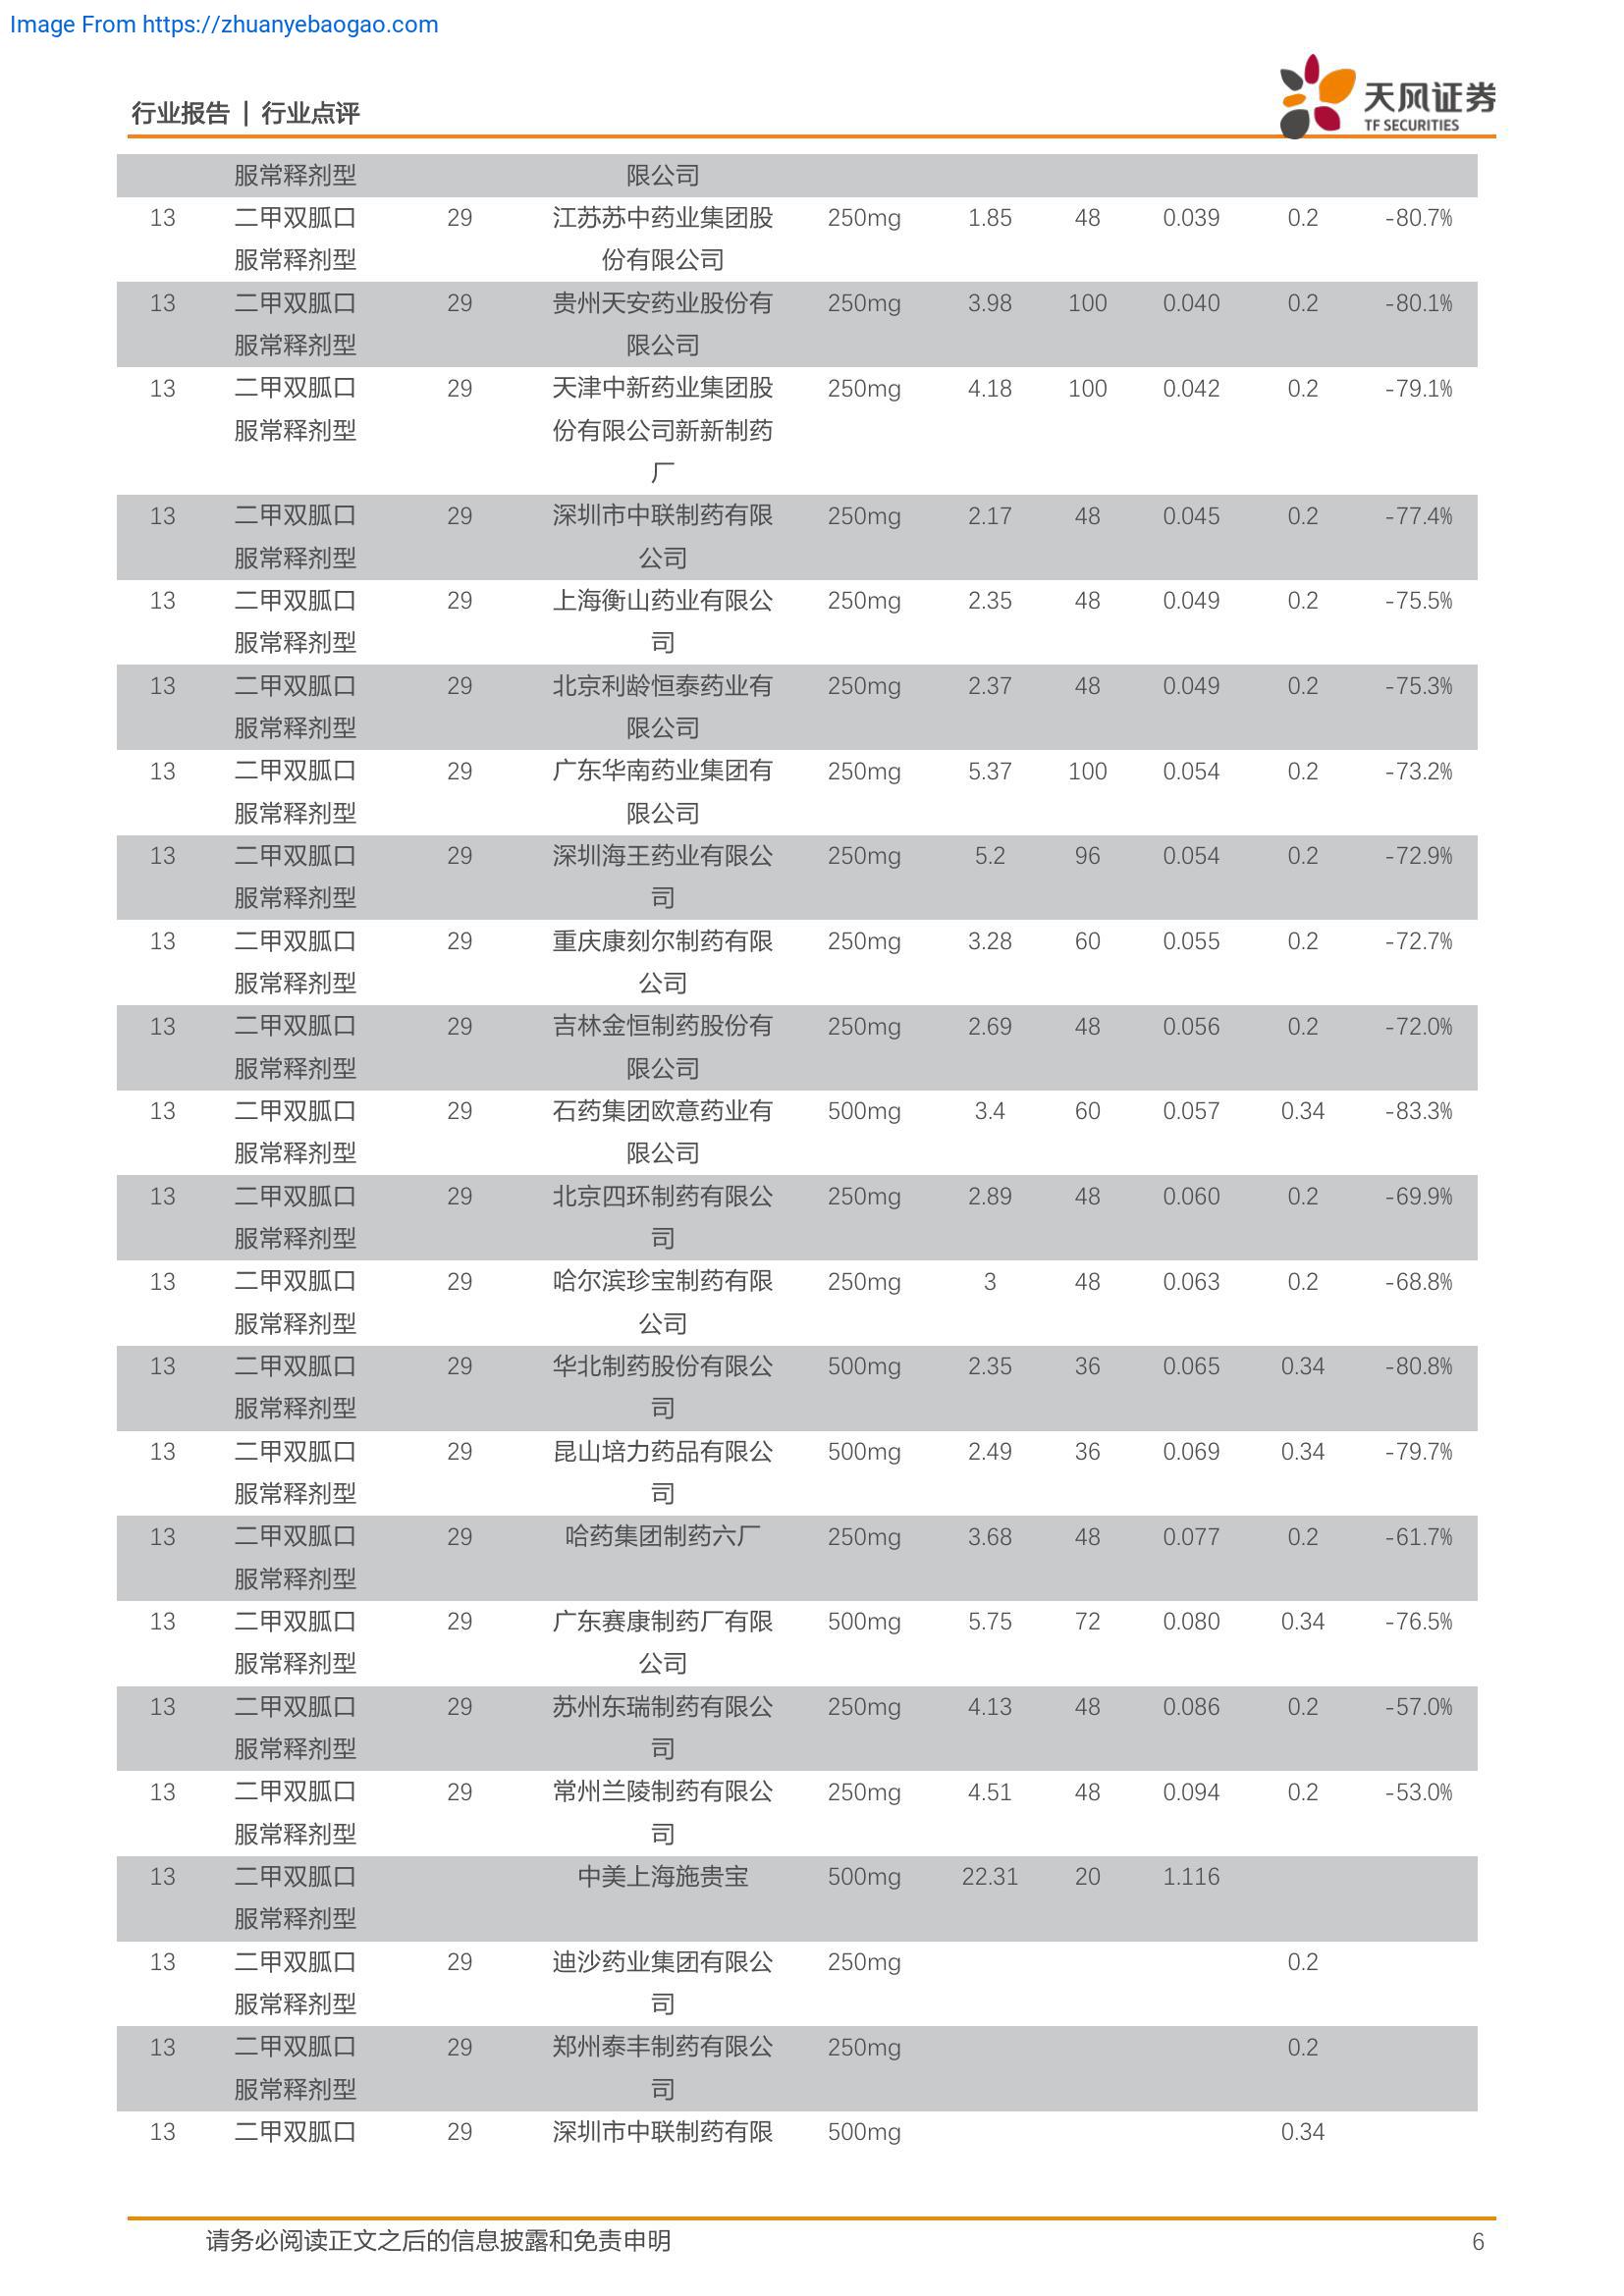 Image From https://zhuanyebaogao.com
行业报告 | 行业点评
天风证券
TF SECURITIES
服常释剂型 限公司
13 二甲双胍口 29 江苏苏中药业集团股 250mg 1.85 48 0.039 0.2 -80.7%
服常释剂型 份有限公司
13 二甲双胍口 29 贵州天安药业股份有 250mg 3.98 100 0.040 0.2 -80.1%
服常释剂型 限公司
13 二甲双胍口 29 天津中新药业集团股 250mg 4.18 100 0.042 0.2 -79.1%
服常释剂型 份有限公司新新制药
厂
13 二甲双胍口 29 深圳市中联制药有限 250mg 2.17 48 0.045 0.2 -77.4%
服常释剂型 公司
13 二甲双胍口 29 上海衡山药业有限公 250mg 2.35 48 0.049 0.2 -75.5%
服常释剂型 司
13 二甲双胍口 29 北京利龄恒泰药业有 250mg 2.37 48 0.049 0.2 -75.3%
服常释剂型 限公司
13 二甲双胍口 29 广东华南药业集团有 250mg 5.37 100 0.054 0.2 -73.2%
服常释剂型 限公司
13 二甲双胍口 29 深圳海王药业有限公 250mg 5.2 96 0.054 0.2 -72.9%
服常释剂型 司
13 二甲双胍口 29 重庆康刻尔制药有限 250mg 3.28 60 0.055 0.2 -72.7%
服常释剂型 公司
13 二甲双胍口 29 吉林金恒制药股份有 250mg 2.69 48 0.056 0.2 -72.0%
服常释剂型 限公司
13 二甲双胍口 29 石药集团欧意药业有 500mg 3.4 60 0.057 0.34 -83.3%
服常释剂型 限公司
13 二甲双胍口 29 北京四环制药有限公 250mg 2.89 48 0.060 0.2 -69.9%
服常释剂型 司
13 二甲双胍口 29 哈尔滨珍宝制药有限 250mg 3 48 0.063 0.2 -68.8%
服常释剂型 公司
13 二甲双胍口 29 华北制药股份有限公 500mg 2.35 36 0.065 0.34 -80.8%
服常释剂型 司
13 二甲双胍口 29 昆山培力药品有限公 500mg 2.49 36 0.069 0.34 -79.7%
服常释剂型 司
13 二甲双胍口 29 哈药集团制药六厂 250mg 3.68 48 0.077 0.2 -61.7%
服常释剂型
13 二甲双胍口 29 广东赛康制药厂有限 500mg 5.75 72 0.080 0.34 -76.5%
服常释剂型 公司
13 二甲双胍口 29 苏州东瑞制药有限公 250mg 4.13 48 0.086 0.2 -57.0%
服常释剂型 司
13 二甲双胍口 29 常州兰陵制药有限公 250mg 4.51 48 0.094 0.2 -53.0%
服常释剂型 司
13 二甲双胍口 中美上海施贵宝 500mg 22.31 20 1.116
服常释剂型
13 二甲双胍口 29 迪沙药业集团有限公 250mg 0.2
服常释剂型 司
13 二甲双胍口 29 郑州泰丰制药有限公 250mg 0.2
服常释剂型 司
13 二甲双胍口 29 深圳市中联制药有限 500mg 0.34
请务必阅读正文之后的信息披露和免责申明 6